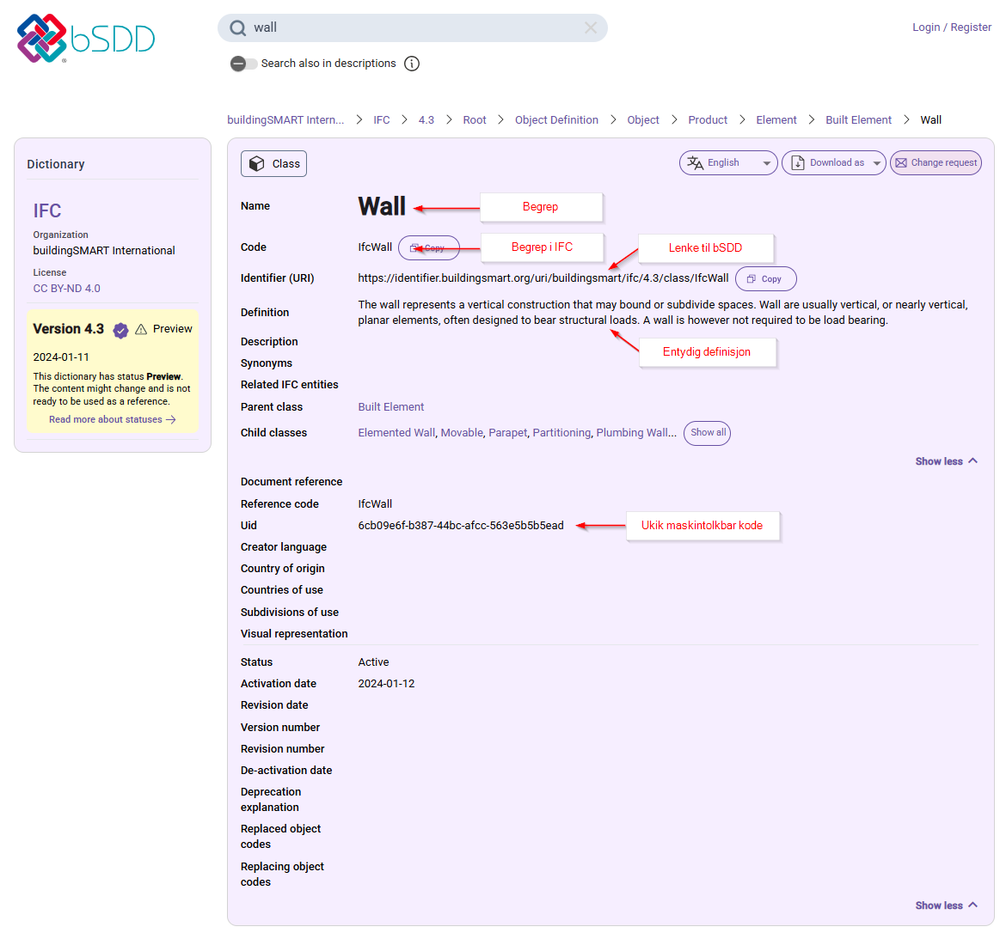 bSDD
wall
Login / Register
Search also in descriptions
buildingSMART Intern... IFC 4.3 Root Object Definition Object Product Element Built Element Wall
Dictionary
IFC
Organization
buildingSMART International
License
CC BY-ND 4.0
Version 4.3 Preview
2024-01-11
This dictionary has status Preview.
The content might change and is not
ready to be used as a reference.
Read more about statuses
Class
English
Download as
Change request
Name Wall
Begrep
Code IfcWall Copy
Begrep i IFC
Lenke til bSDD
Identifier (URI) https://identifier.buildingsmart.org/uri/buildingsmart/ifc/4.3/class/IfcWall Copy
Definition The wall represents a vertical construction that may bound or subdivide spaces. Wall are usually vertical, or nearly vertical,
planar elements, often designed to bear structural loads. A wall is however not required to be load bearing.
Description
Entydig definisjon
Synonyms
Related IFC entities
Parent class Built Element
Child classes Elemented Wall, Movable, Parapet, Partitioning, Plumbing Wall... Show all
Show less
Document reference
Reference code IfcWall
Uid 6cb09e6f-b387-44bc-afcc-563e5b5b5ead
Ukik maskintolkbar kode
Creator language
Country of origin
Countries of use
Subdivisions of use
Visual representation
Status Active
Activation date 2024-01-12
Revision date
Version number
Revision number
De-activation date
Deprecation
explanation
Replaced object
codes
Replacing object
codes
Show less